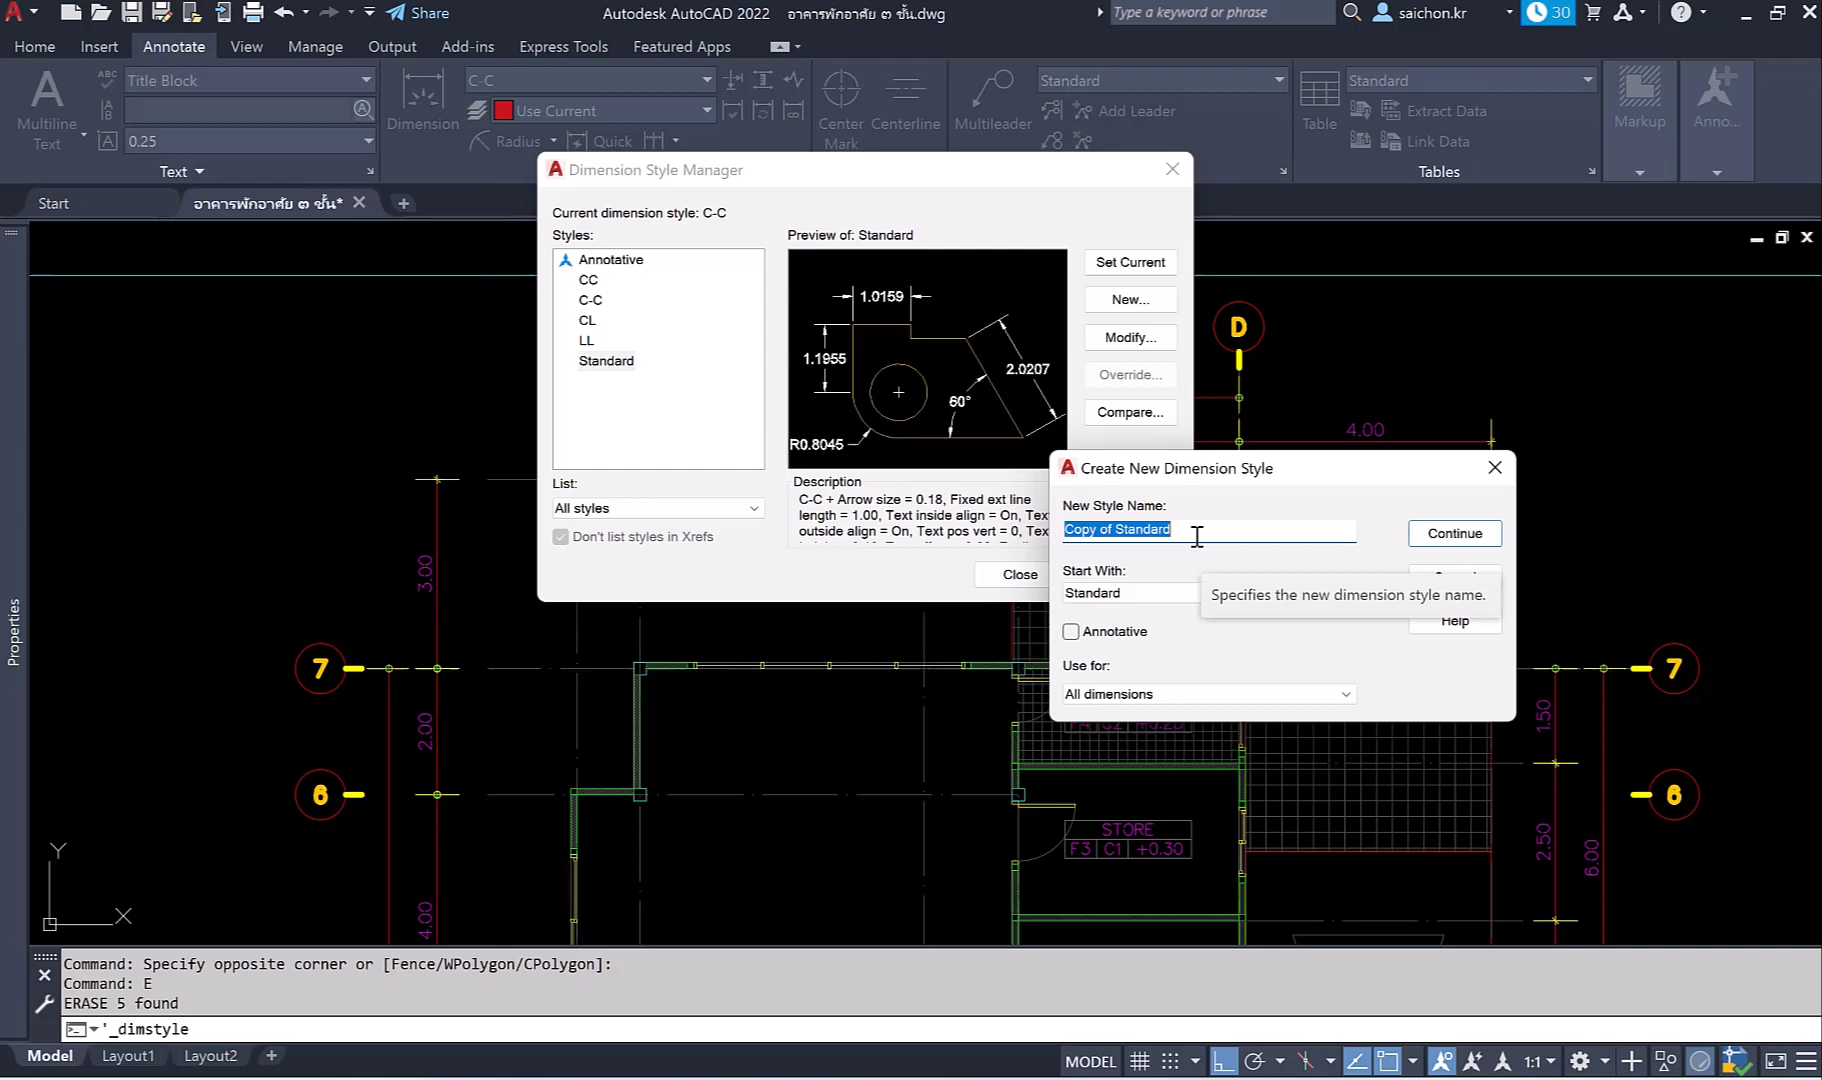 Share
Autodesk AutoCAD 2022 อาคารพักอาศัย ๓ ชั้น.dwg
Type a keyword or phrase
saichon.kr
30
Home Insert Annotate View Manage Output Add-ins Express Tools Featured Apps
Multiline Text
ABC
Title Block
0.25
Text
Dimension
C-C
Use Current
Radius
Quick
Center Mark
Centerline
Multileader
Standard
Add Leader
Table
Standard
Extract Data
Link Data
Tables
Markup
Anno...
Start
อาคารพักอาศัย ๓ ชั้น*
Properties
Dimension Style Manager
Current dimension style: C-C
Styles:
Annotative
CC
C-C
CL
LL
Standard
List:
All styles
Don't list styles in Xrefs
Preview of: Standard
1.0159
1.1955
2.0207
60°
R0.8045
Description
C-C + Arrow size = 0.18, Fixed ext line
length = 1.00, Text inside align = On, Tex
outside align = On, Text pos vert = 0, Tex
Set Current
New...
Modify...
Override...
Compare...
Close
Create New Dimension Style
New Style Name:
Copy of Standard
Continue
Start With:
Standard
Specifies the new dimension style name.
Help
Annotative
Use for:
All dimensions
D
4.00
3.00
7
2.00
6
4.00
STORE
F3 C1 +0.30
7
1.50
6
2.50
6.00
Y
X
Command: Specify opposite corner or [Fence/WPolygon/CPolygon]:
Command: E
ERASE 5 found
'_dimstyle
Model Layout1 Layout2
MODEL
1:1